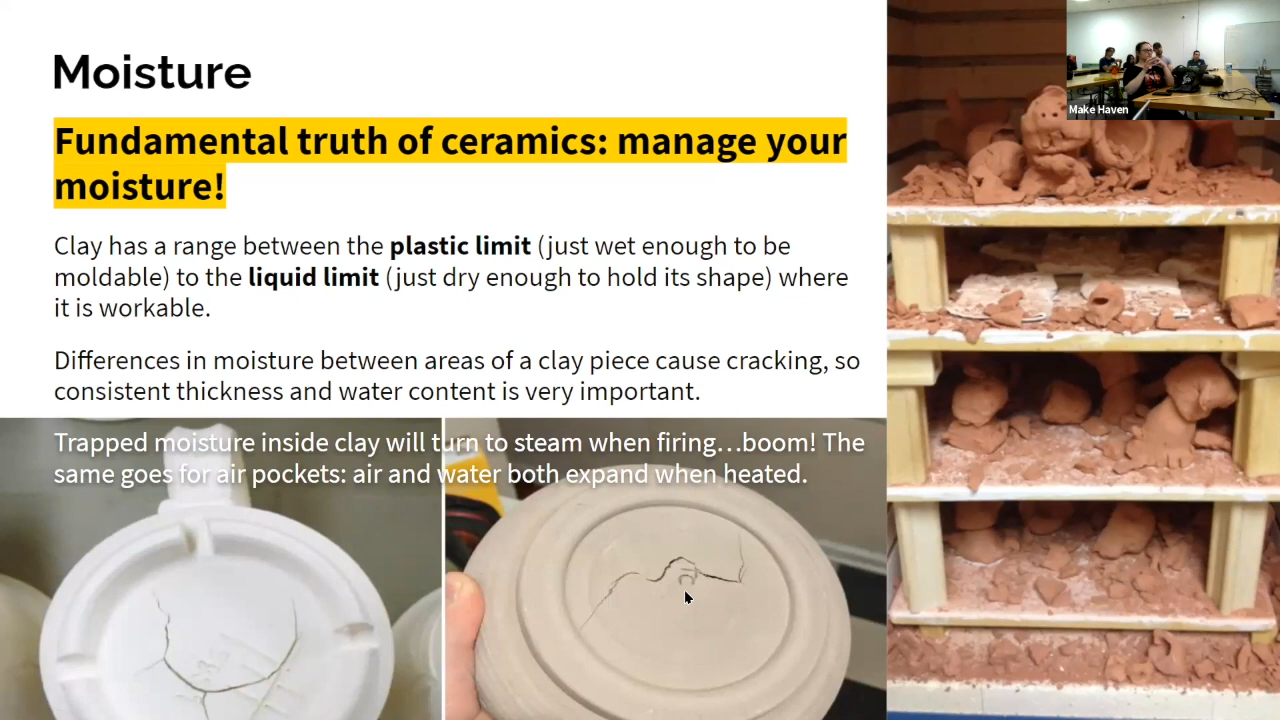 Moisture
Make Haven
Fundamental truth of ceramics: manage your
moisture!
Clay has a range between the plastic limit (just wet enough to be
moldable) to the liquid limit (just dry enough to hold its shape) where
it is workable.
Differences in moisture between areas of a clay piece cause cracking, so
consistent thickness and water content is very important.
Trapped moisture inside clay will turn to steam when firing…boom! The
same goes for air pockets: air and water both expand when heated.